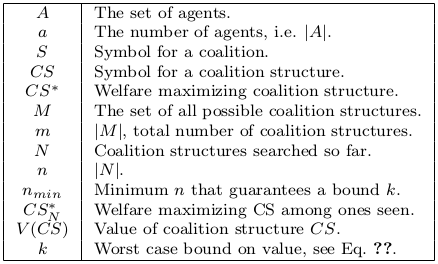 A The set of agents.
a The number of agents, i.e. |A|.
S Symbol for a coalition.
CS Symbol for a coalition structure.
CS* Welfare maximizing coalition structure.
M The set of all possible coalition structures.
m |M|, total number of coalition structures.
N Coalition structures searched so far.
n |N|.
n_min Minimum n that guarantees a bound k.
CS*_N Welfare maximizing CS among ones seen.
V(CS) Value of coalition structure CS.
k Worst case bound on value, see Eq. ??.